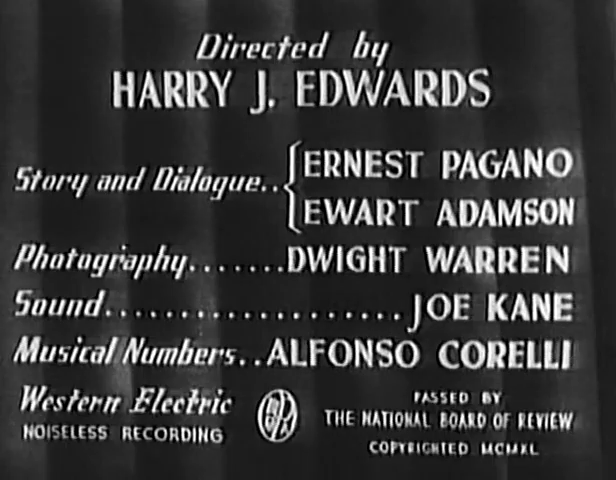 Directed by
HARRY J. EDWARDS
Story and Dialogue.. ERNEST PAGANO
EWART ADAMSON
Photography.......DWIGHT WARREN
Sound...................JOE KANE
Musical Numbers..ALFONSO CORELLI
Western Electric
NOISELESS RECORDING
PASSED BY
THE NATIONAL BOARD OF REVIEW
COPYRIGHTED MCMXL